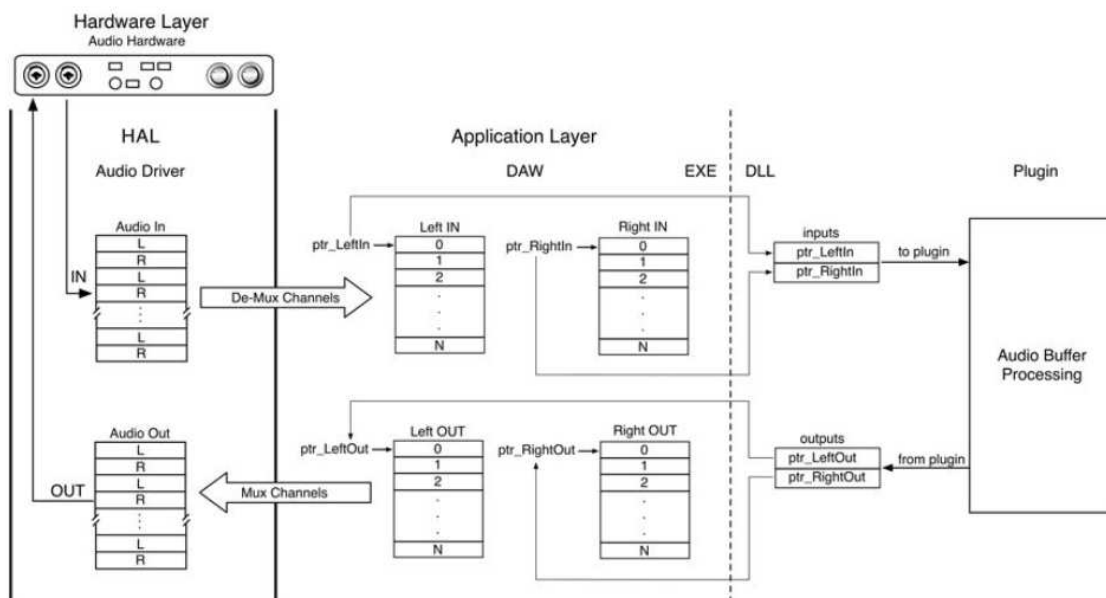 Hardware Layer
Audio Hardware
HAL
Application Layer
Audio Driver
DAW
EXE
DLL
Plugin
Audio In
L
R
L
R
L
R
IN
De-Mux Channels
Left IN
ptr_LeftIn
0
1
2
N
Right IN
ptr_RightIn
0
1
2
N
inputs
ptr_LeftIn
ptr_RightIn
to plugin
Audio Buffer
Processing
Audio Out
L
R
L
R
L
R
OUT
Mux Channels
Left OUT
ptr_LeftOut
0
1
2
N
Right OUT
ptr_RightOut
0
1
2
N
outputs
ptr_LeftOut
ptr_RightOut
from plugin